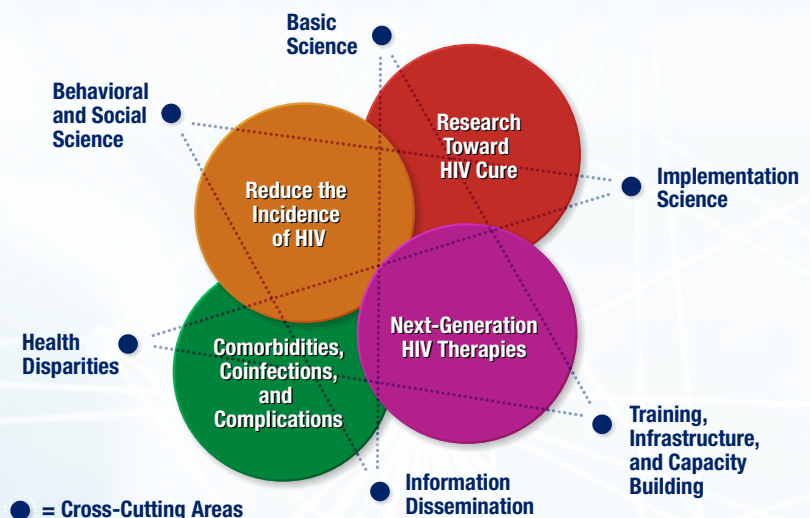 Basic
Science
Behavioral
and Social
Science
Research
Toward
HIV Cure
Implementation
Science
Reduce the
Incidence
of HIV
Health
Disparities
Next-Generation
HIV Therapies
Comorbidities,
Coinfections,
and
Complications
Training,
Infrastructure,
and Capacity
Building
Information
Dissemination
= Cross-Cutting Areas